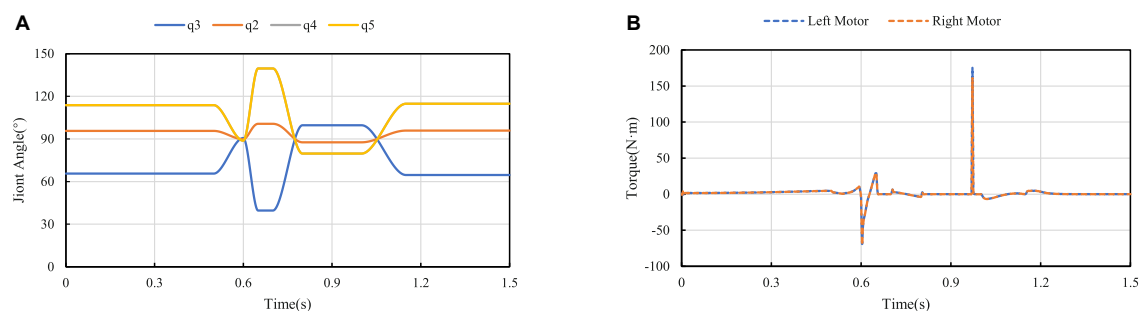 A
q3 q2 q4 q5
150
120
90
60
30
0
Jiont Angle(°)
0 0.3 0.6 0.9 1.2 1.5
Time(s)
B
Left Motor Right Motor
200
150
100
50
0
-50
-100
Torque(N·m)
0 0.3 0.6 0.9 1.2 1.5
Time(s)